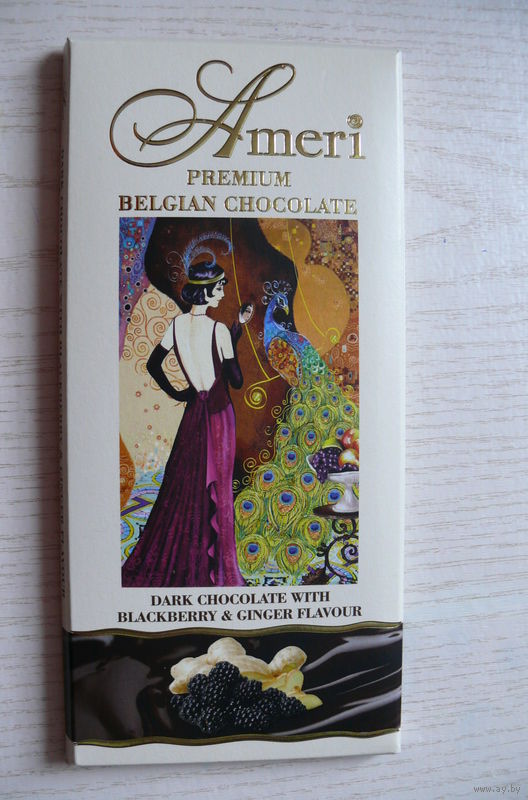 Ameri
PREMIUM
BELGIAN CHOCOLATE
DARK CHOCOLATE WITH
BLACKBERRY & GINGER FLAVOUR
www.ay.by